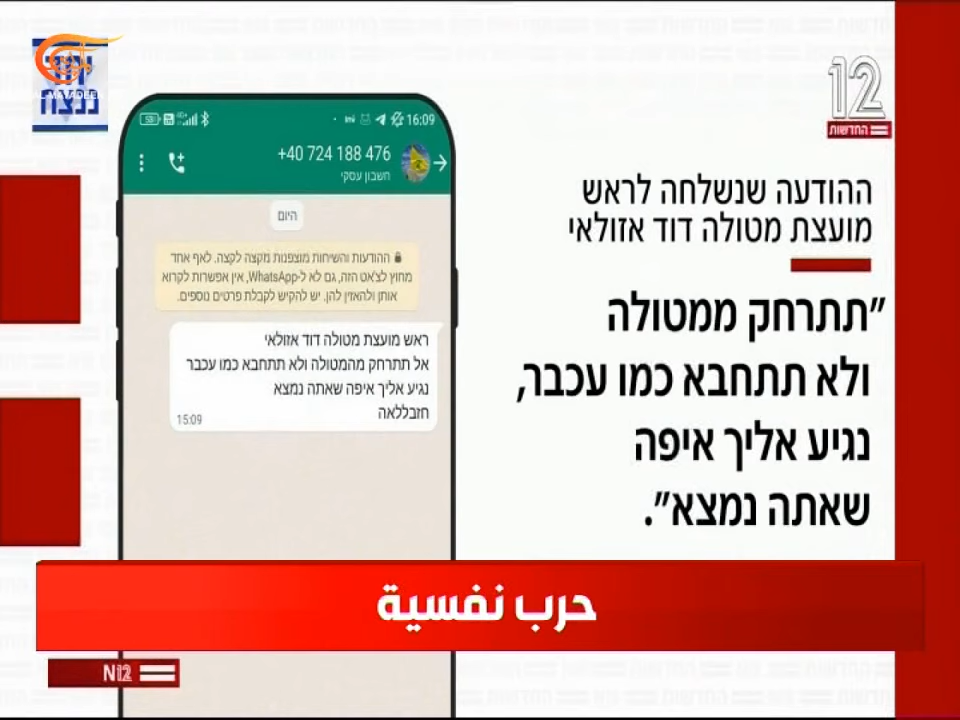 12
החדשות
ננצח
AL MAYADEEN
16:09
+40 724 188 476
חשבון עסקי
היום
ההודעות והשיחות מוצפנות מקצה לקצה. לאף אחד
מחוץ לצ'אט הזה, גם לא ל-WhatsApp, אין אפשרות לקרוא
אותן ולהאזין להן. יש להקיש לקבלת פרטים נוספים.
ראש מועצת מטולה דוד אזולאי
אל תתרחק מהמטולה ולא תתחבא כמו עכבר
נגיע אליך איפה שאתה נמצא
חזבללאה
15:09
ההודעה שנשלחה לראש
מועצת מטולה דוד אזולאי
"תתרחק ממטולה
ולא תתחבא כמו עכבר,
נגיע אליך איפה
שאתה נמצא".
حرب نفسية
N12